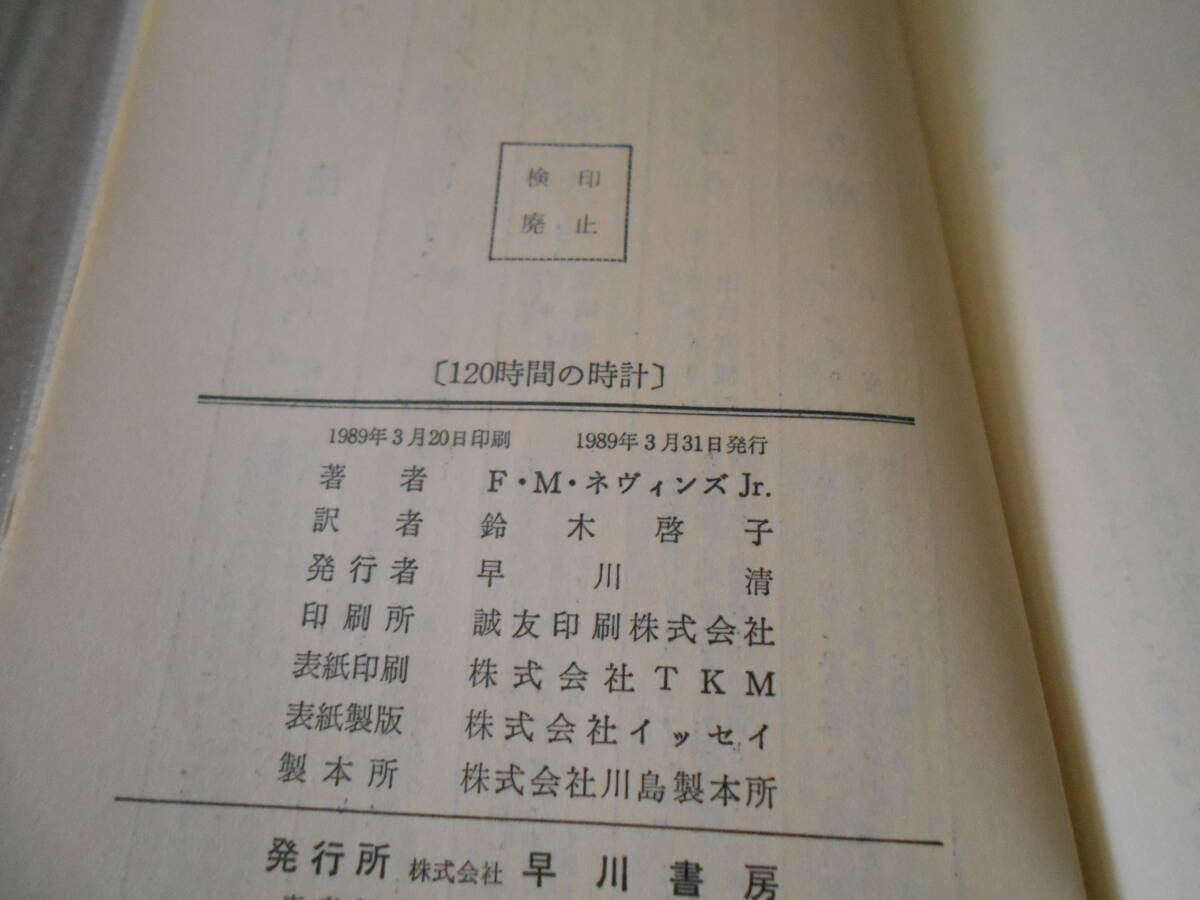 検印
廃止
〔120時間の時計〕
1989年3月20日印刷 1989年3月31日発行
著者 F・M・ネヴィンズ Jr.
訳者 鈴木啓子
発行者 早川清
印刷所 誠友印刷株式会社
表紙印刷 株式会社TKM
表紙製版 株式会社イッセイ
製本所 株式会社川島製本所
発行所 株式会社 早川書房